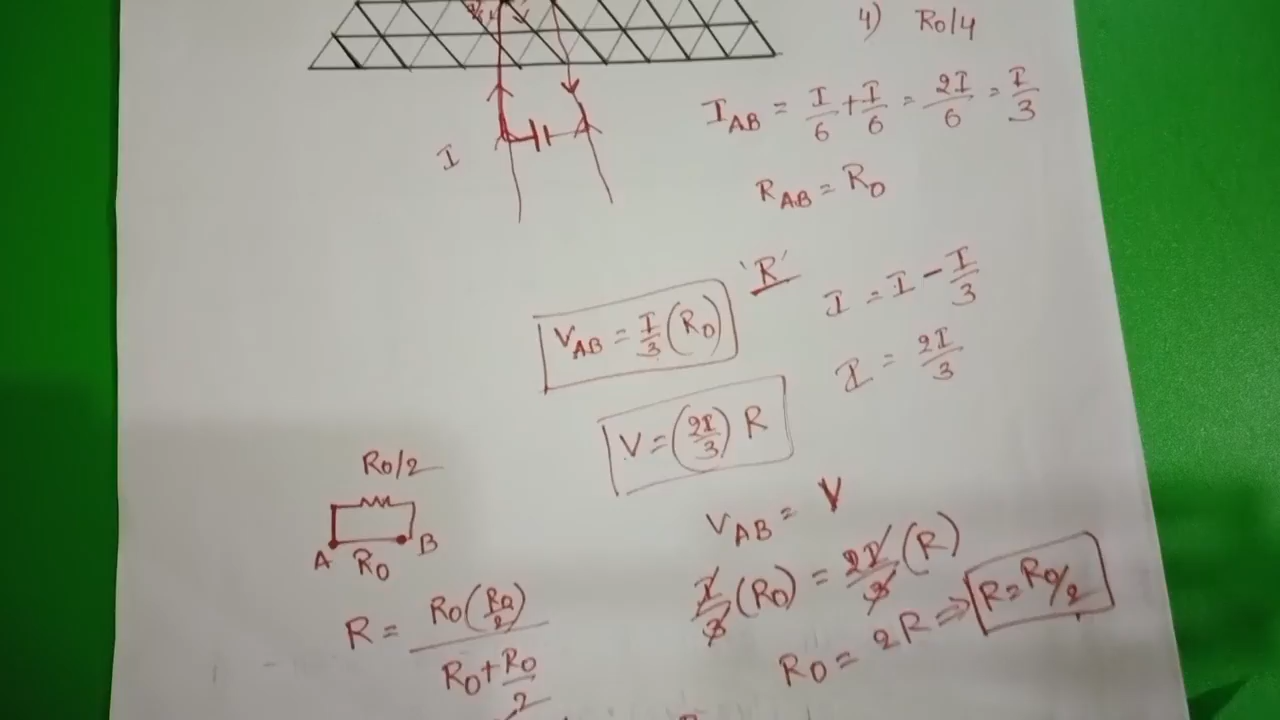 4) R0/4
I_AB = I/6 + I/6 = 2I/6 = I/3
I
R_AB = R0
'R'
I = I - I/3
V_AB = I/3 (R0)
I = 2I/3
V = (2I/3) R
R0/2
V_AB = V
A R0 B
I/3 (R0) = 2I/3 (R)
R = R0(R0/2) / R0 + R0/2
R0 = 2R => R = R0/2